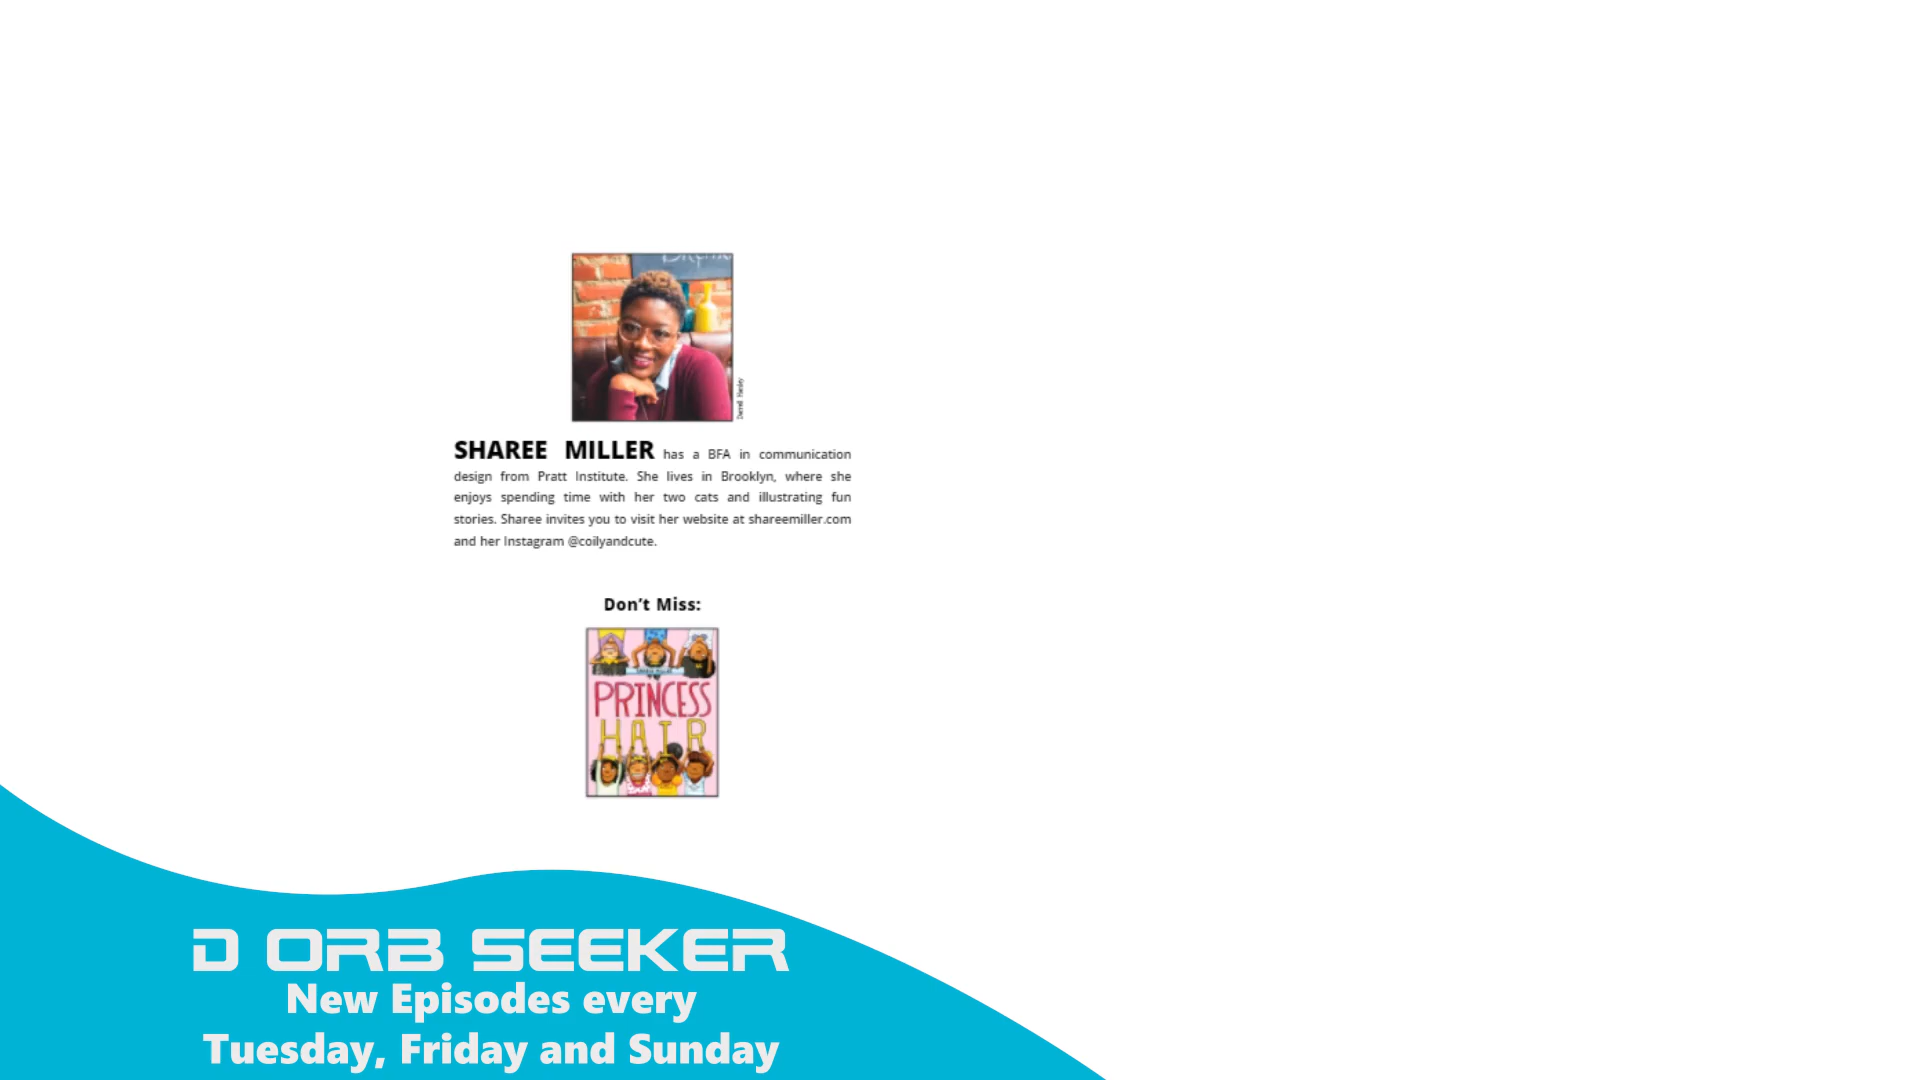 Darrell Hunley
SHAREE MILLER has a BFA in communication
design from Pratt Institute. She lives in Brooklyn, where she
enjoys spending time with her two cats and illustrating fun
stories. Sharee invites you to visit her website at shareemiller.com
and her Instagram @coilyandcute.
Don't Miss:
PRINCESS
HAIR
D ORB SEEKER
New Episodes every
Tuesday, Friday and Sunday